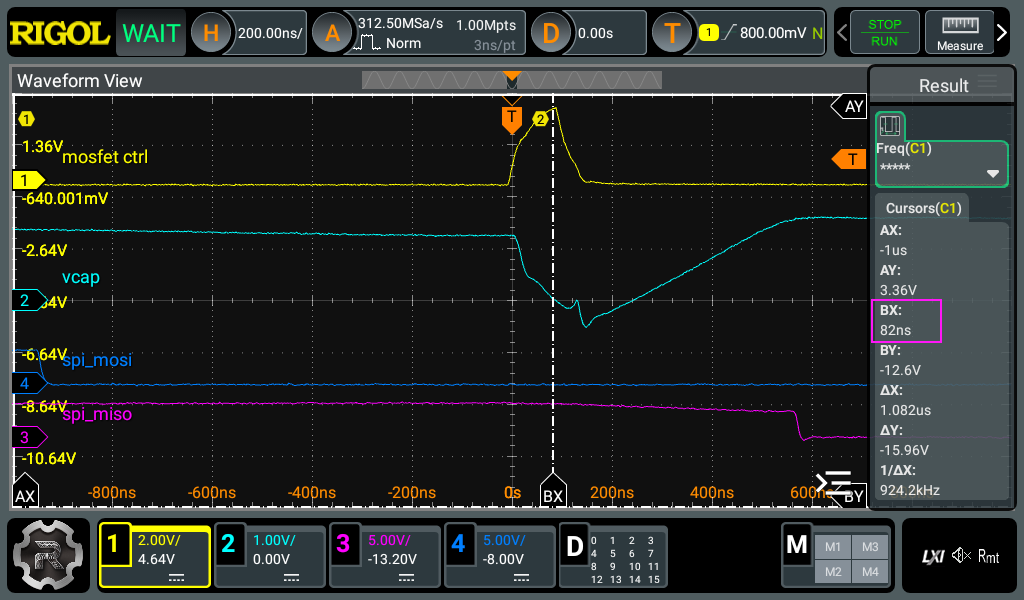 RIGOL WAIT H 200.00ns/ A 312.50MSa/s 1.00Mpts D 0.00s T 1 800.00mV N STOP
Norm 3ns/pt RUN Measure
Waveform View Result
T AY
1 2
1.36V mosfet ctrl T Freq(C1)
*****
1
-640.001mV Cursors(C1)
AX:
-2.64V -1us
vcap AY:
3.36V
2 BX:
82ns
-6.64V spi_mosi BY:
4 -12.6V
ΔX:
-8.64V spi_miso 1.082us
3 ΔY:
-10.64V -15.96V
1/ΔX:
AX -800ns -600ns -400ns -200ns 0s BX 200ns 400ns 600ns BY 924.2kHz
1 2.00V/ 2 1.00V/ 3 5.00V/ 4 5.00V/ D 0 1 2 3 M M1 M3
4.64V 0.00V -13.20V -8.00V 4 5 6 7 LXI Rmt
8 9 10 11 M2 M4
12 13 14 15
R